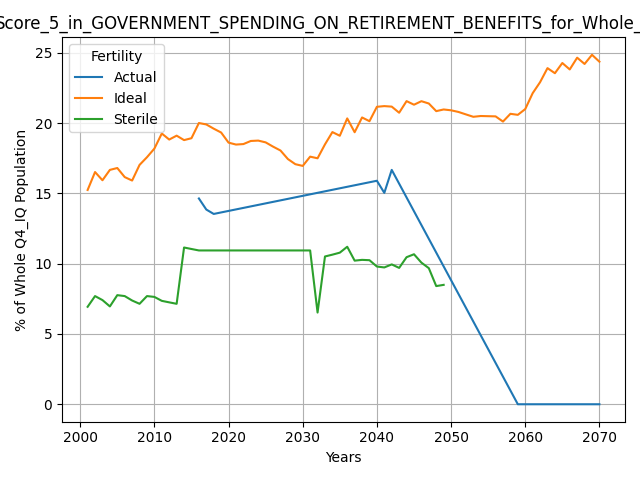 Score_5_in_GOVERNMENT_SPENDING_ON_RETIREMENT_BENEFITS_for_Whole_
Fertility
Actual
Ideal
Sterile
% of Whole Q4_IQ Population
25
20
15
10
5
0
2000 2010 2020 2030 2040 2050 2060 2070
Years